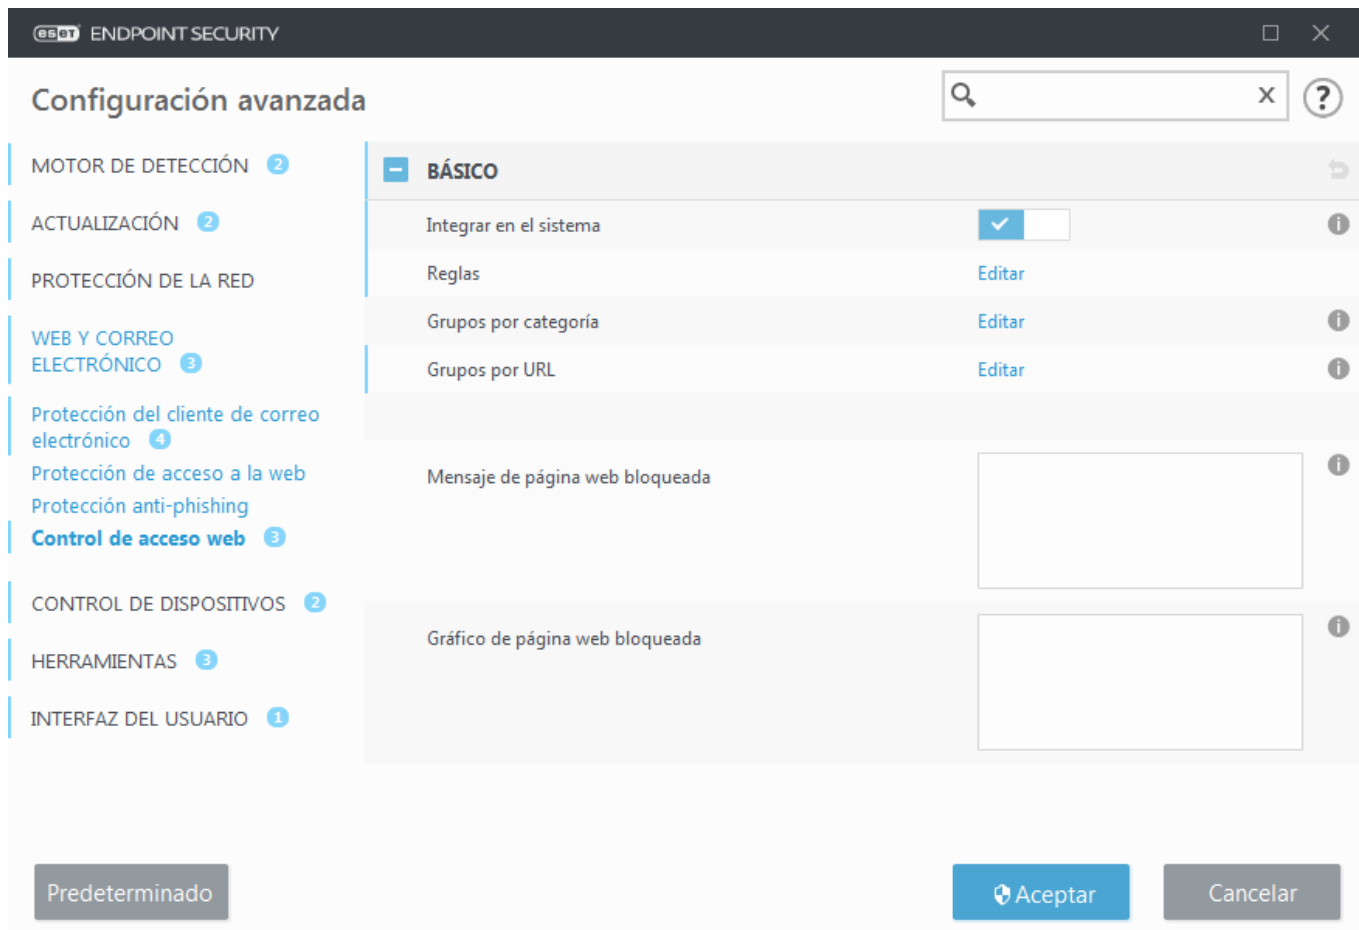 eset ENDPOINT SECURITY
Configuración avanzada
X
?
MOTOR DE DETECCIÓN 2
ACTUALIZACIÓN 2
PROTECCIÓN DE LA RED
WEB Y CORREO
ELECTRÓNICO 3
Protección del cliente de correo
electrónico 4
Protección de acceso a la web
Protección anti-phishing
Control de acceso web 3
CONTROL DE DISPOSITIVOS 2
HERRAMIENTAS 3
INTERFAZ DEL USUARIO 1
BÁSICO
Integrar en el sistema
Reglas Editar
Grupos por categoría Editar
Grupos por URL Editar
Mensaje de página web bloqueada
Gráfico de página web bloqueada
Predeterminado
Aceptar
Cancelar